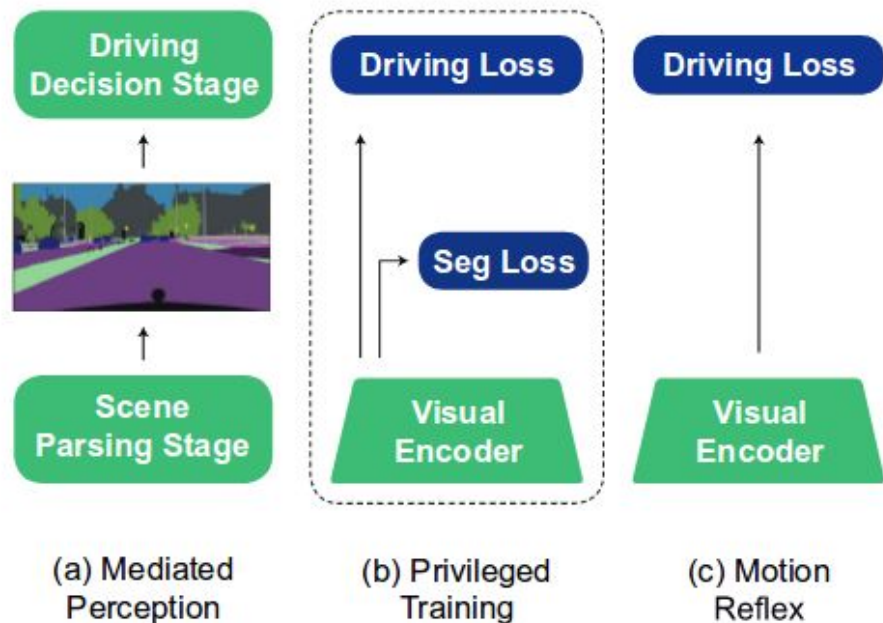 Driving
Decision Stage
Scene
Parsing Stage
(a) Mediated
Perception
Driving Loss
Seg Loss
Visual
Encoder
(b) Privileged
Training
Driving Loss
Visual
Encoder
(c) Motion
Reflex